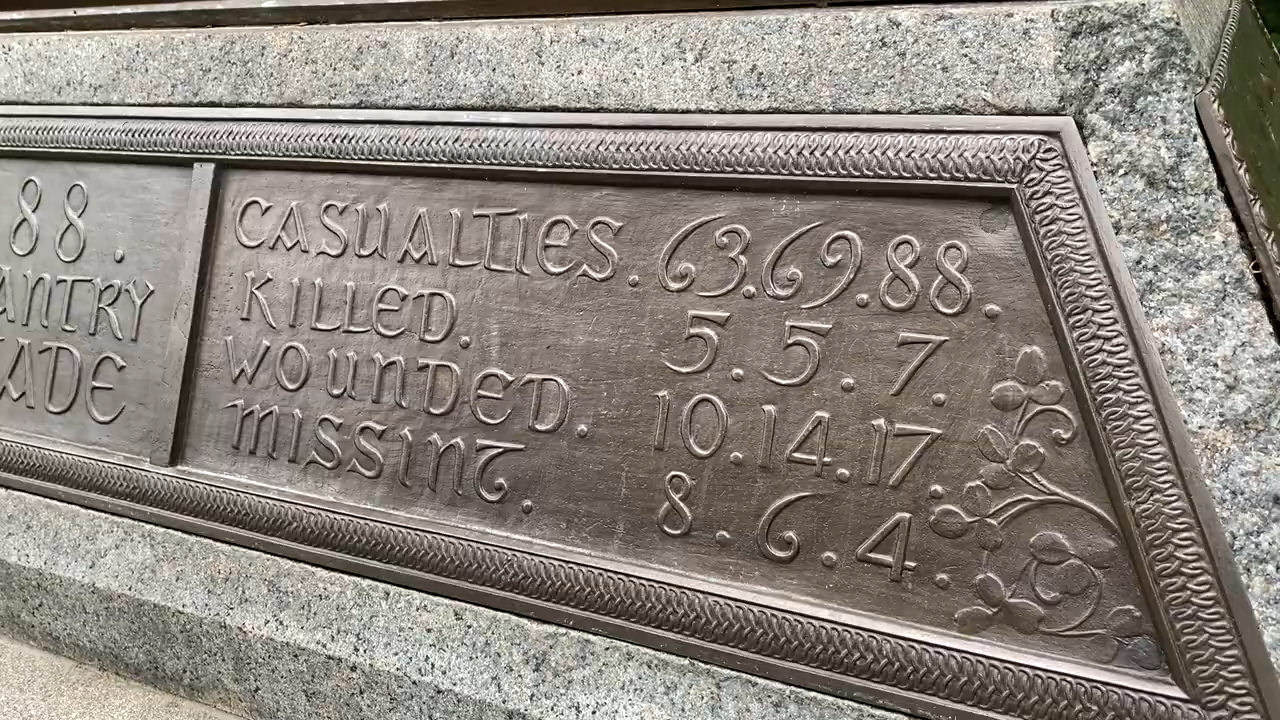 88.
ANTRY
ADE
CASUALTIES. 63. 69. 88.
KILLED. 5. 5. 7.
WOUNDED. 10. 14. 17.
MISSING. 8. 6. 4.